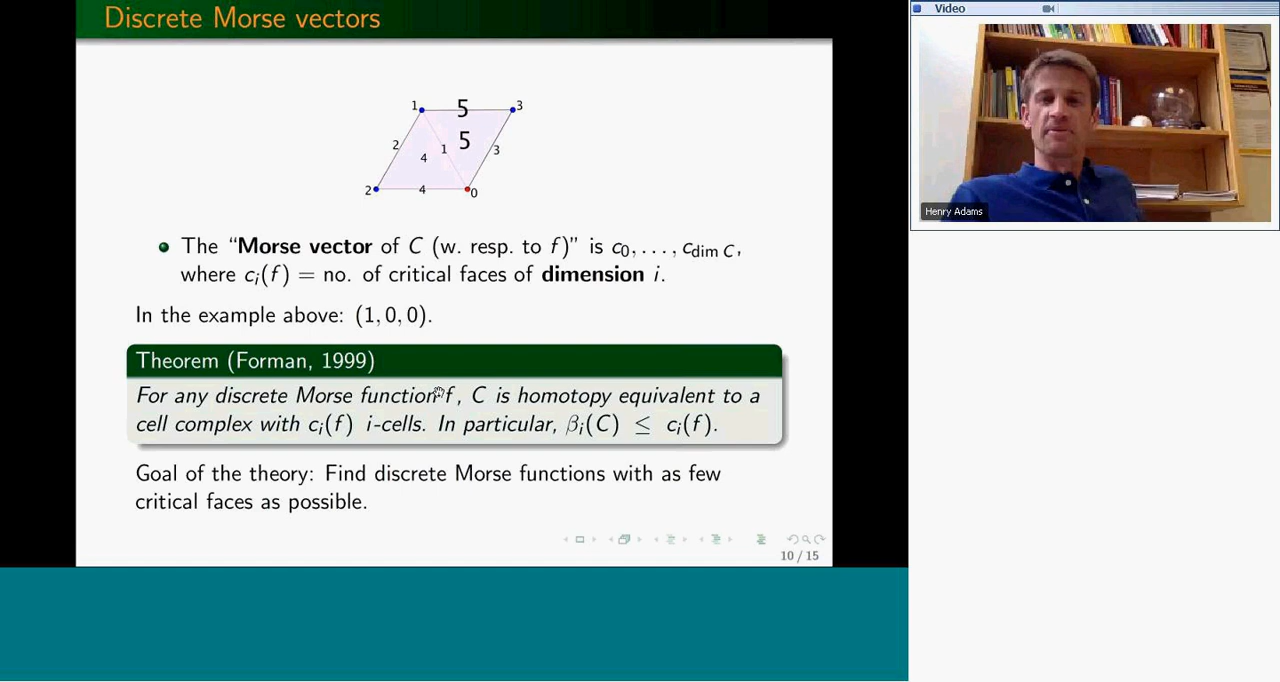 Discrete Morse vectors
1 5 3
2 4 1 5 3
2 4 0
The “Morse vector of C (w. resp. to f)” is c₀, . . . , c_dim C,
where cᵢ(f) = no. of critical faces of dimension i.
In the example above: (1, 0, 0).
Theorem (Forman, 1999)
For any discrete Morse function f, C is homotopy equivalent to a
cell complex with cᵢ(f) i-cells. In particular, βᵢ(C) ≤ cᵢ(f).
Goal of the theory: Find discrete Morse functions with as few
critical faces as possible.
10 / 15
Video
Henry Adams